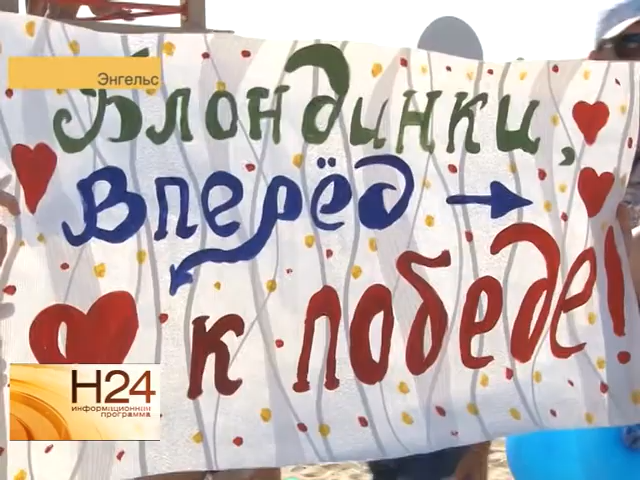 Энгельс
Блондинки,
вперёд
к победе!
Н24
информационная
программа